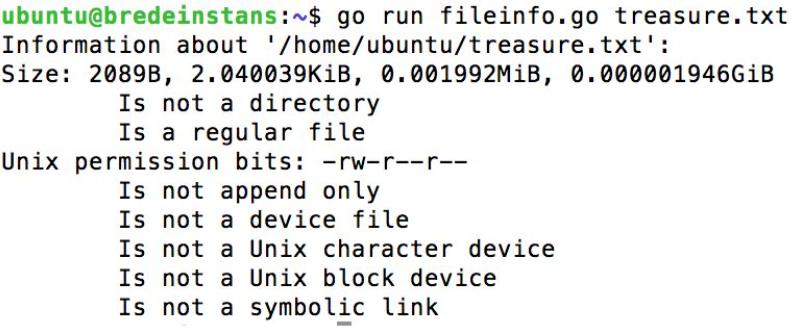 ubuntu@bredeinstans:~$ go run fileinfo.go treasure.txt
Information about '/home/ubuntu/treasure.txt':
Size: 2089B, 2.040039KiB, 0.001992MiB, 0.000001946GiB
Is not a directory
Is a regular file
Unix permission bits: -rw-r--r--
Is not append only
Is not a device file
Is not a Unix character device
Is not a Unix block device
Is not a symbolic link